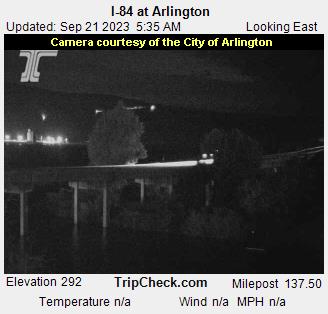 I-84 at Arlington
Updated: Sep 21 2023 5:35 AM Looking East
Camera courtesy of the City of Arlington
Elevation 292 TripCheck.com Milepost 137.50
Temperature n/a Wind n/a MPH n/a